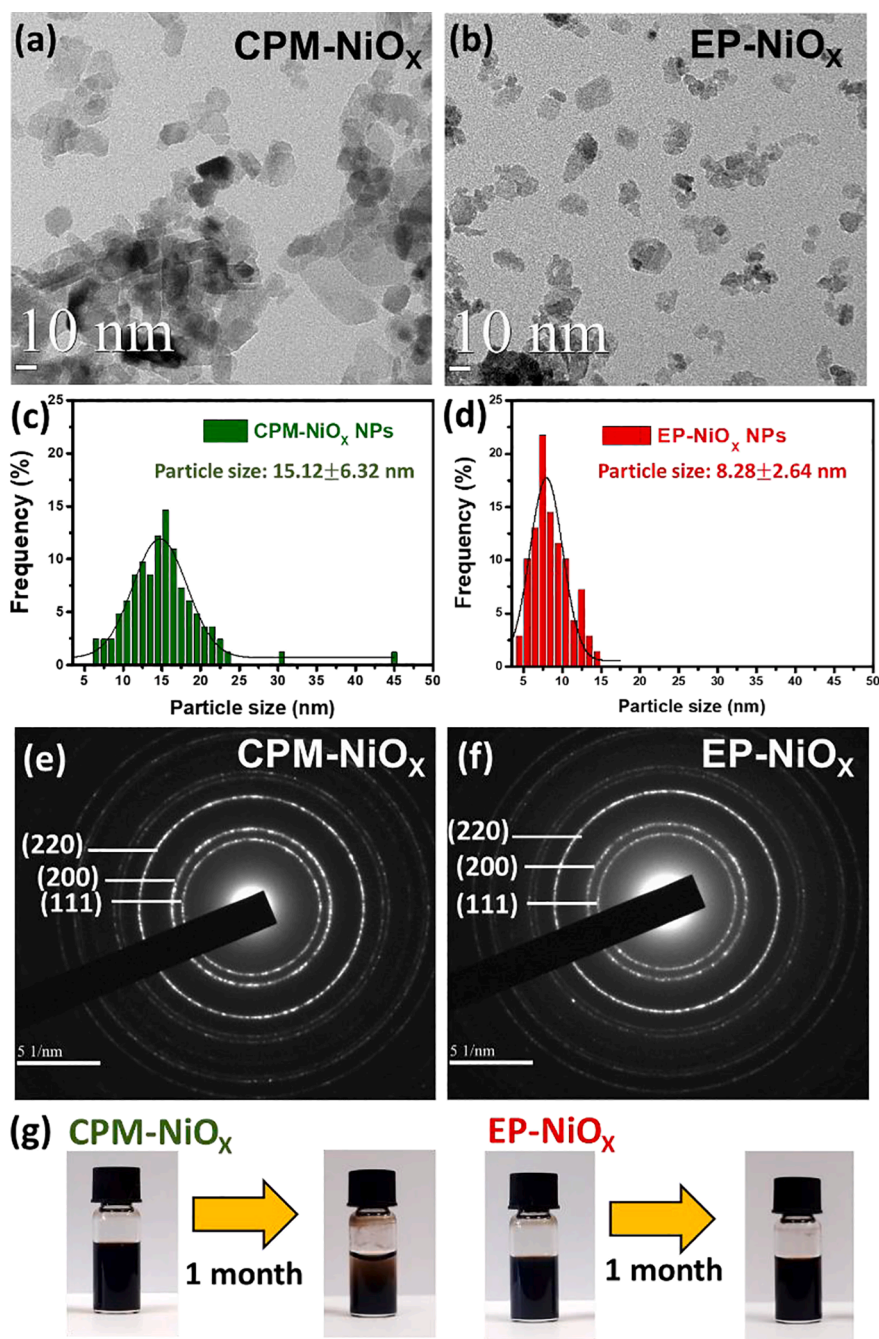 (a) CPM-NiOX
10 nm
(b) EP-NiOX
10 nm
(c)
CPM-NiOX NPs
Particle size: 15.12±6.32 nm
Frequency (%)
25
20
15
10
5
0
5 10 15 20 25 30 35 40 45 50
Particle size (nm)
(d)
EP-NiOX NPs
Particle size: 8.28±2.64 nm
Frequency (%)
25
20
15
10
5
0
5 10 15 20 25 30 35 40 45 50
Particle size (nm)
(e) CPM-NiOX
(220)
(200)
(111)
5 1/nm
(f) EP-NiOX
(220)
(200)
(111)
5 1/nm
(g) CPM-NiOX
1 month
EP-NiOX
1 month